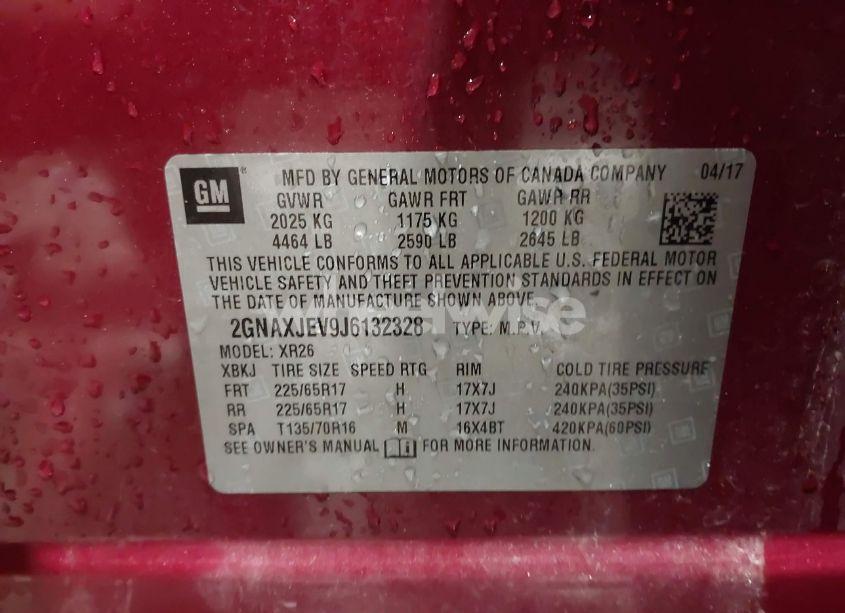 GM
MFD BY GENERAL MOTORS OF CANADA COMPANY 04/17
GVWR GAWR FRT GAWR RR
2025 KG 1175 KG 1200 KG
4464 LB 2590 LB 2645 LB
THIS VEHICLE CONFORMS TO ALL APPLICABLE U.S. FEDERAL MOTOR
VEHICLE SAFETY AND THEFT PREVENTION STANDARDS IN EFFECT ON
THE DATE OF MANUFACTURE SHOWN ABOVE.
2GNAXJEV9J6132328 TYPE: M.P.V.
MODEL: XR26
XBKJ TIRE SIZE SPEED RTG RIM COLD TIRE PRESSURE
FRT 225/65R17 H 17X7J 240KPA(35PSI)
RR 225/65R17 H 17X7J 240KPA(35PSI)
SPA T135/70R16 M 16X4BT 420KPA(60PSI)
SEE OWNER'S MANUAL FOR MORE INFORMATION.